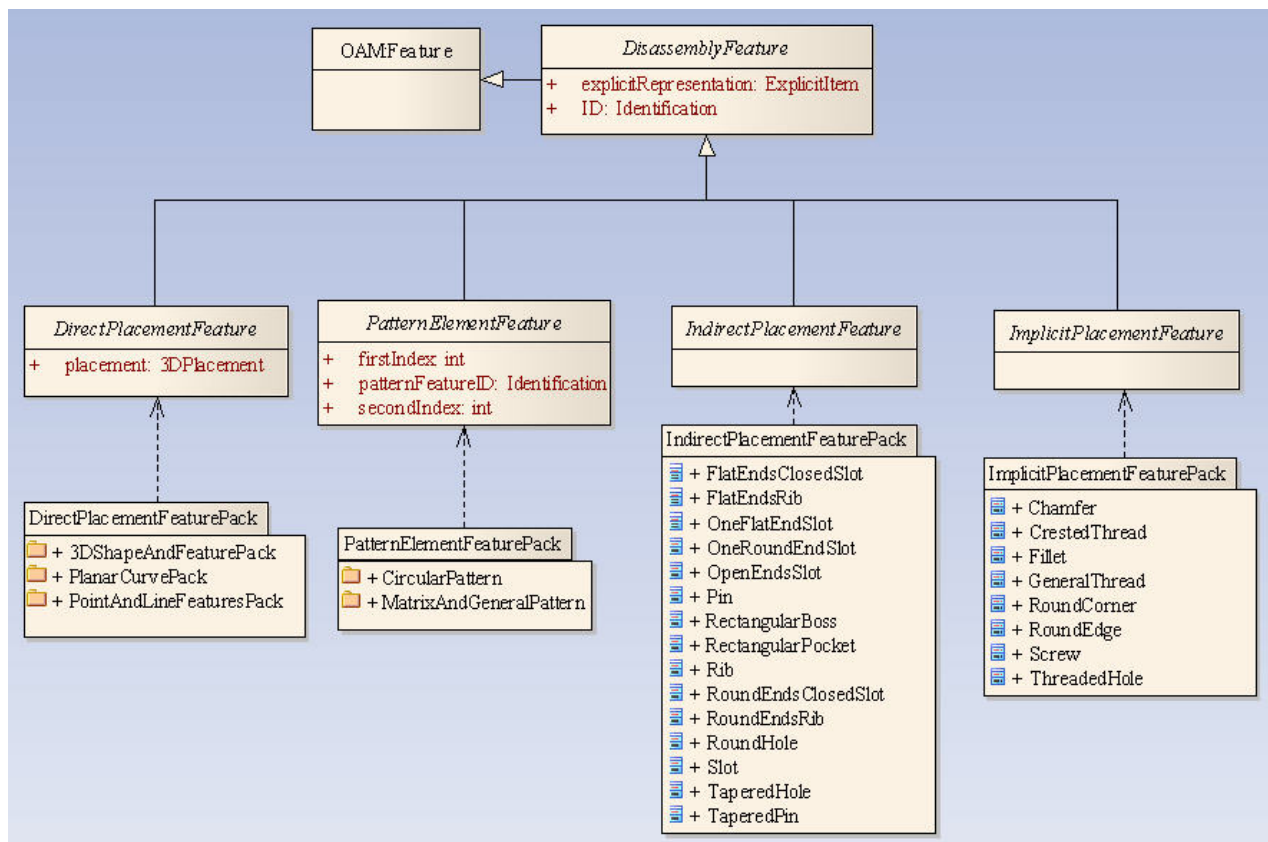 OAMFeature
DisassemblyFeature
+ explicitRepresentation: ExplicitItem
+ ID: Identification
DirectPlacementFeature
+ placement: 3DPlacement
PatternElementFeature
+ firstIndex: int
+ patternFeatureID: Identification
+ secondIndex: int
IndirectPlacementFeature
ImplicitPlacementFeature
DirectPlacementFeaturePack
+ 3DShapeAndFeaturePack
+ PlanarCurvePack
+ PointAndLineFeaturesPack
PatternElementFeaturePack
+ CircularPattern
+ MatrixAndGeneralPattern
IndirectPlacementFeaturePack
+ FlatEndsClosedSlot
+ FlatEndsRib
+ OneFlatEndSlot
+ OneRoundEndSlot
+ OpenEndsSlot
+ Pin
+ RectangularBoss
+ RectangularPocket
+ Rib
+ RoundEndsClosedSlot
+ RoundEndsRib
+ RoundHole
+ Slot
+ TaperedHole
+ TaperedPin
ImplicitPlacementFeaturePack
+ Chamfer
+ CrestedThread
+ Fillet
+ GeneralThread
+ RoundCorner
+ RoundEdge
+ Screw
+ ThreadedHole